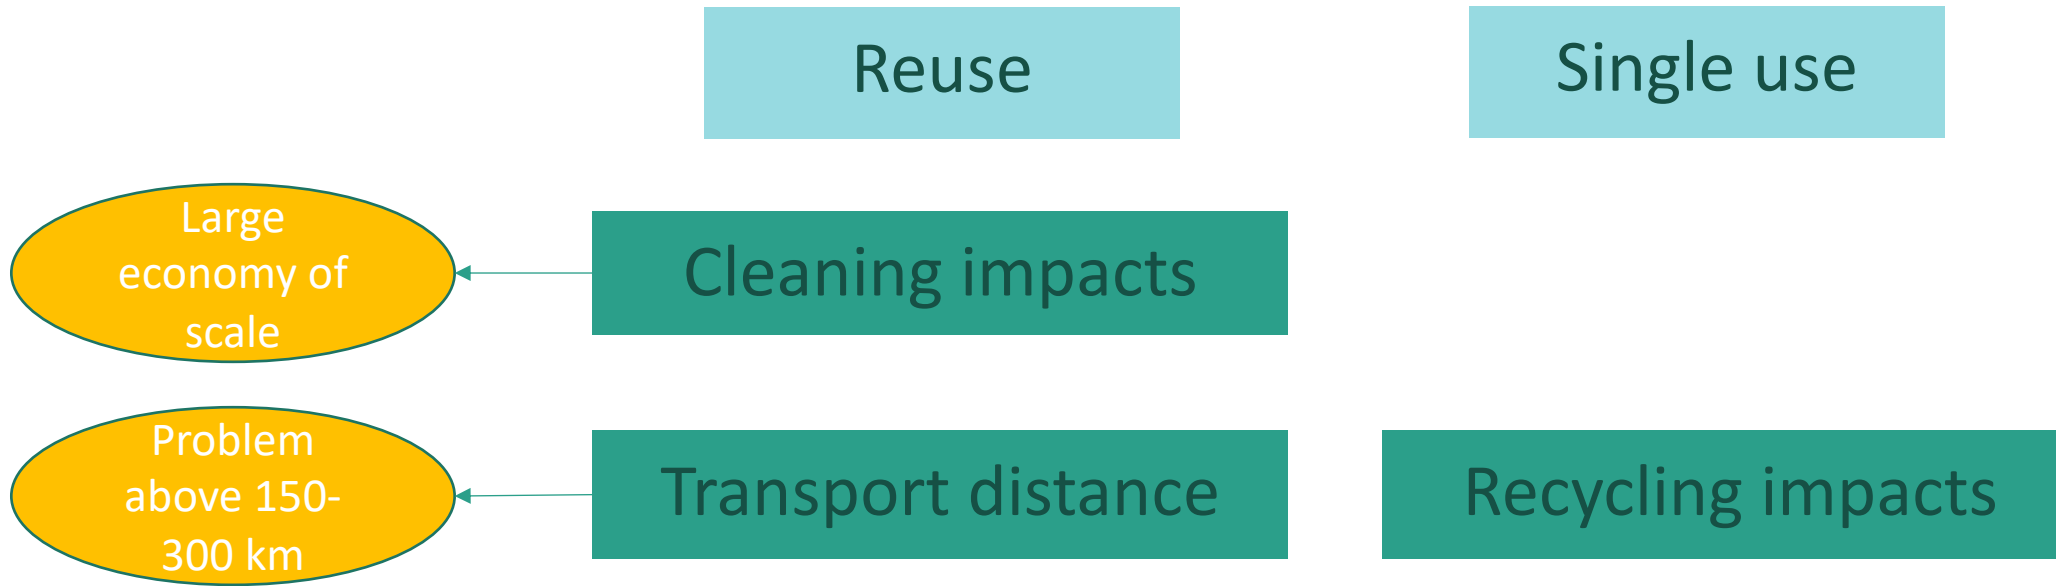 Reuse
Single use
Large
economy of
scale
Cleaning impacts
Problem
above 150-
300 km
Transport distance
Recycling impacts